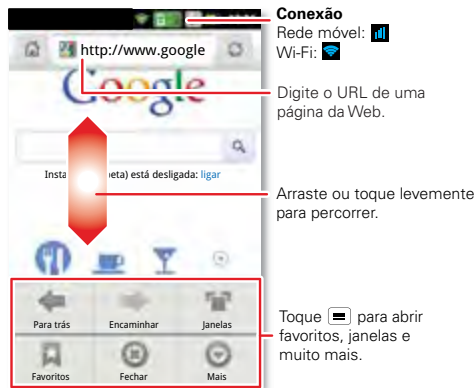 Conexão
Rede móvel:
Wi-Fi:
http://www.google
Google
Digite o URL de uma
página da Web.
Insta eta) está desligada: ligar
Arraste ou toque levemente
para percorrer.
Para trás
Encaminhar
Janelas
Favoritos
Fechar
Mais
Toque para abrir
favoritos, janelas e
muito mais.